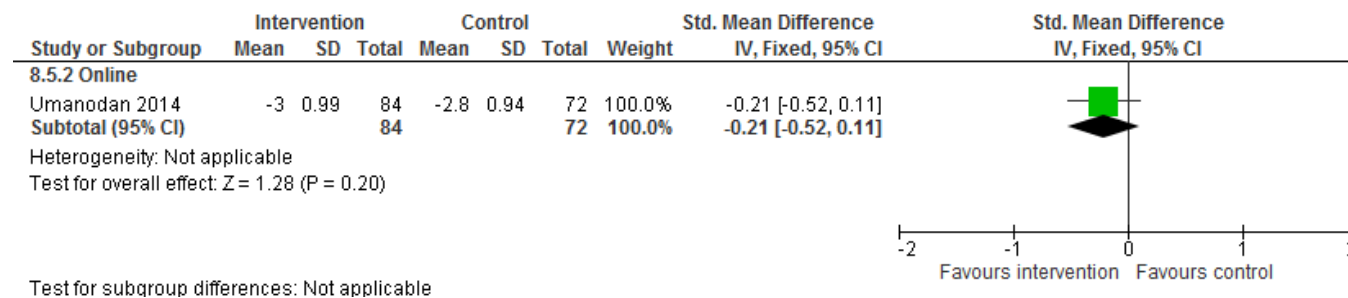 Intervention Control Std. Mean Difference Std. Mean Difference
Study or Subgroup Mean SD Total Mean SD Total Weight IV, Fixed, 95% CI IV, Fixed, 95% CI
8.5.2 Online
Umanodan 2014 -3 0.99 84 -2.8 0.94 72 100.0% -0.21 [-0.52, 0.11]
Subtotal (95% CI) 84 72 100.0% -0.21 [-0.52, 0.11]
Heterogeneity: Not applicable
Test for overall effect: Z = 1.28 (P = 0.20)
-2 -1 0 1
Favours intervention Favours control
Test for subgroup differences: Not applicable